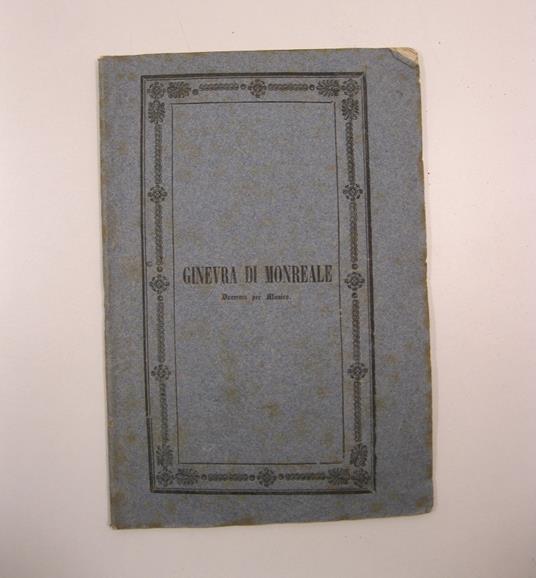 GINEVRA DI MONREALE
Dramma per Musica.